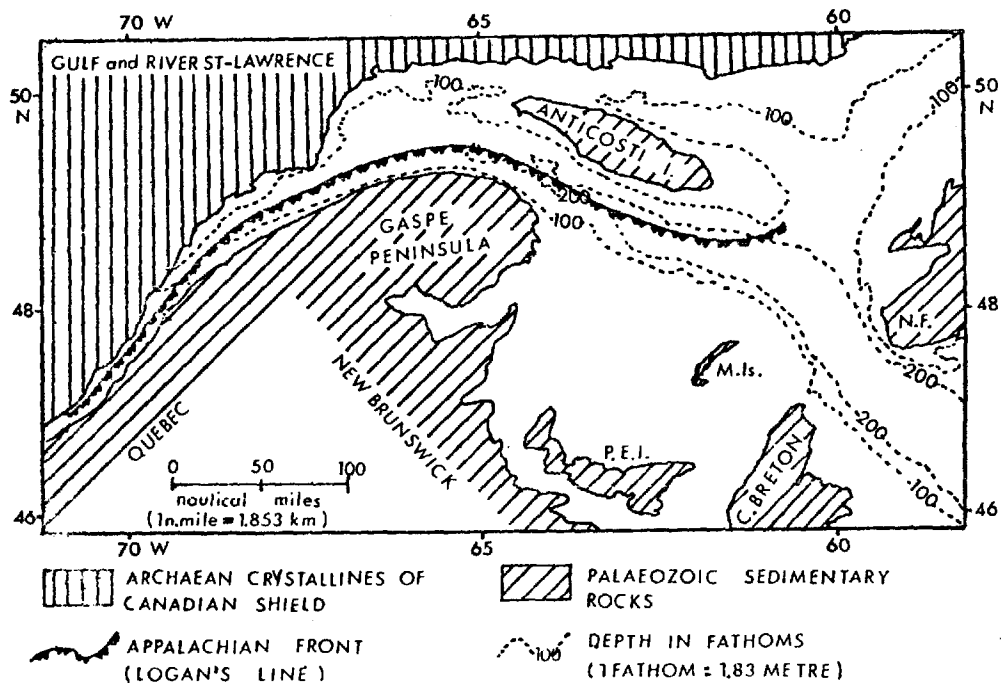 70 W
65
60
GULF and RIVER ST-LAWRENCE
50
N
50
N
100
100
100
ANTICOSTI
200
100
GASPE
PENINSULA
48
48
N.F.
M.Is.
200
QUEBEC
NEW BRUNSWICK
P.E.I.
C.BRETON
200
100
0 50 100
nautical miles
(1n.mile = 1.853 km)
46
46
70 W
65
60
ARCHAEAN CRYSTALLINES OF
CANADIAN SHIELD
PALAEOZOIC SEDIMENTARY
ROCKS
APPALACHIAN FRONT
(LOGAN'S LINE)
100
DEPTH IN FATHOMS
(1FATHOM = 1.83 METRE)